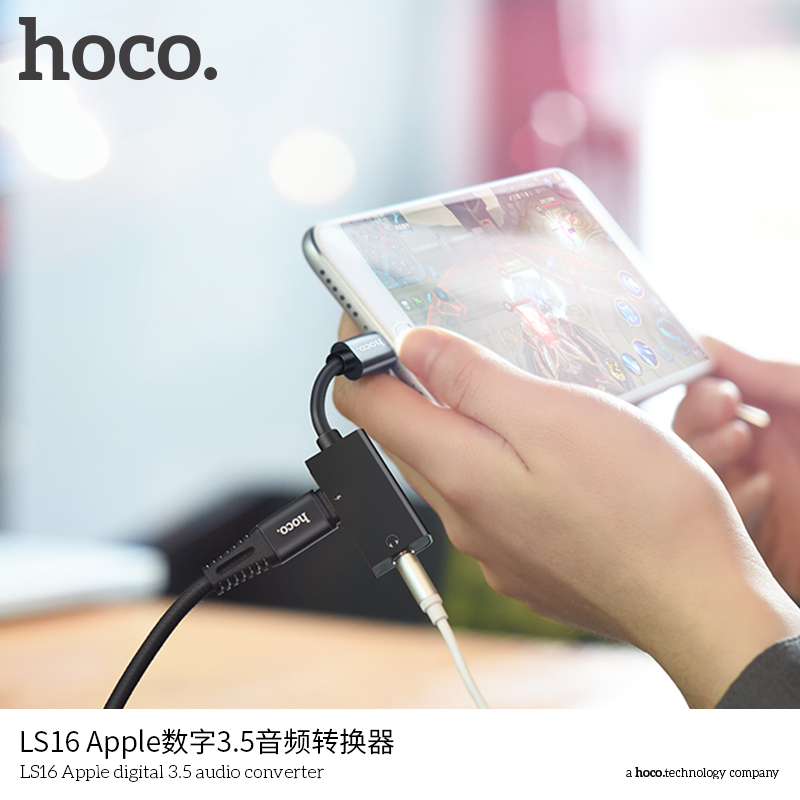 hoco.
hoco.
hoco.
LS16 Apple数字3.5音频转换器
LS16 Apple digital 3.5 audio converter
a hoco.technology company